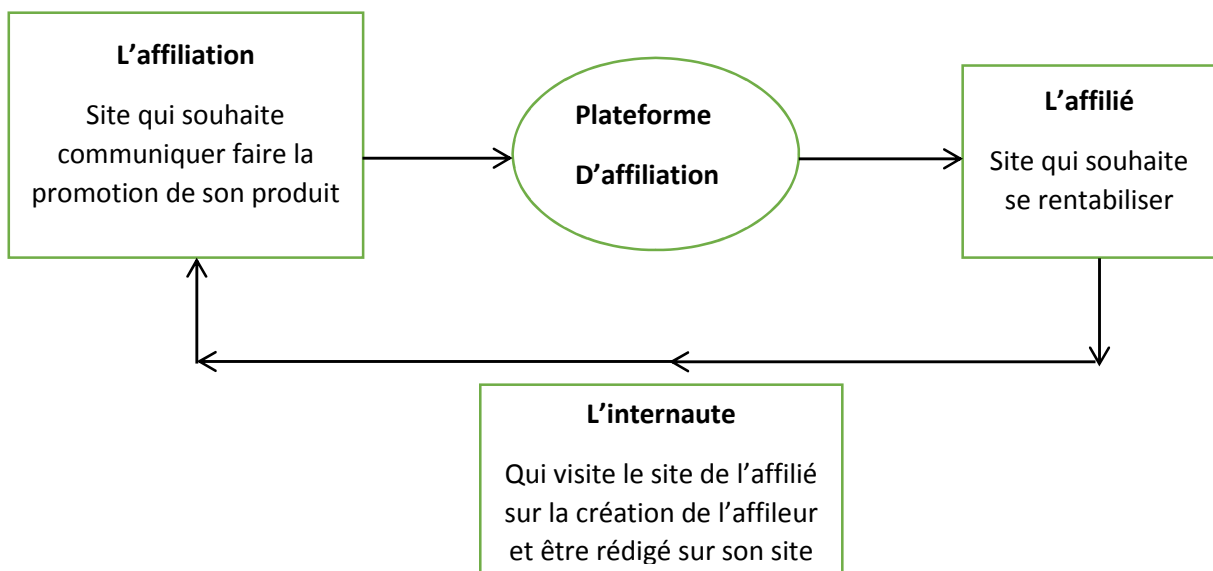 L’affiliation
Site qui souhaite
communiquer faire la
promotion de son produit
Plateforme
D’affiliation
L’affilié
Site qui souhaite
se rentabiliser
L’internaute
Qui visite le site de l’affilié
sur la création de l’affileur
et être rédigé sur son site